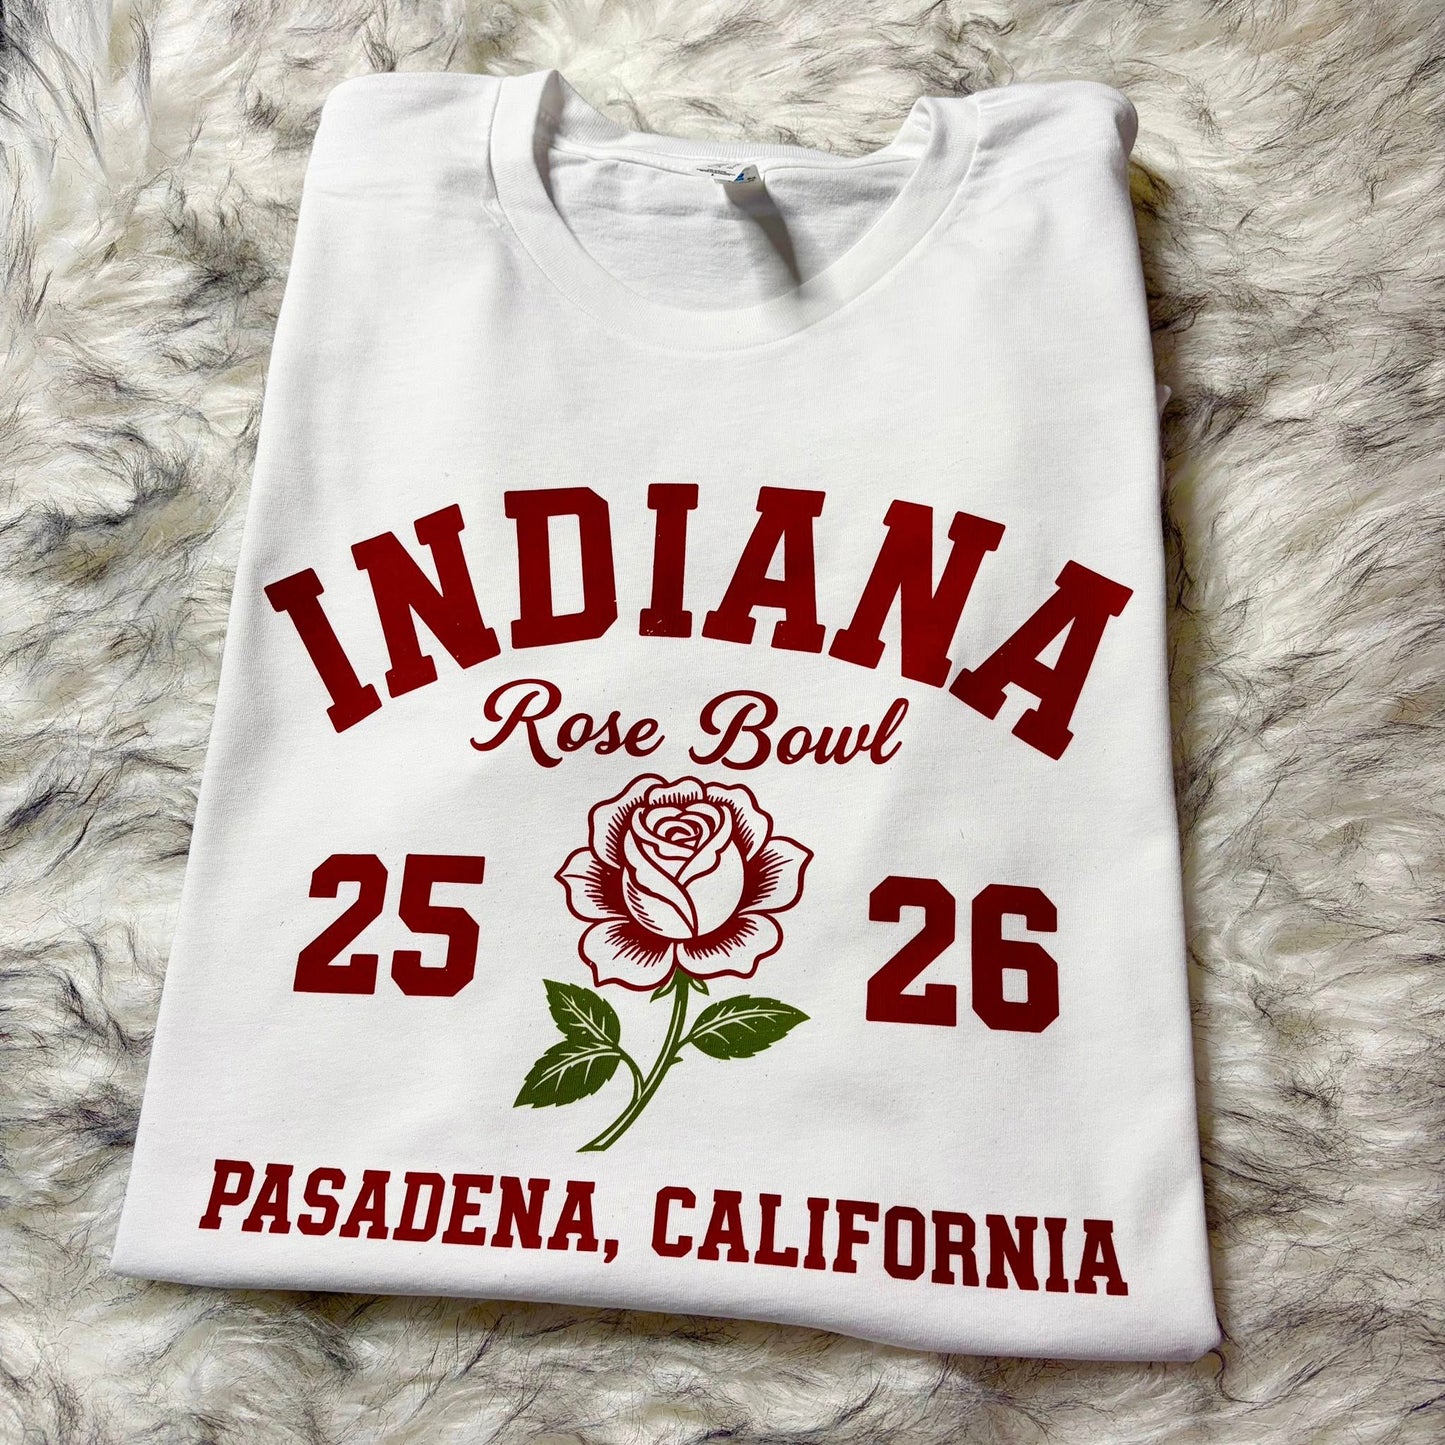 INDIANA
Rose Bowl
25 26
PASADENA, CALIFORNIA